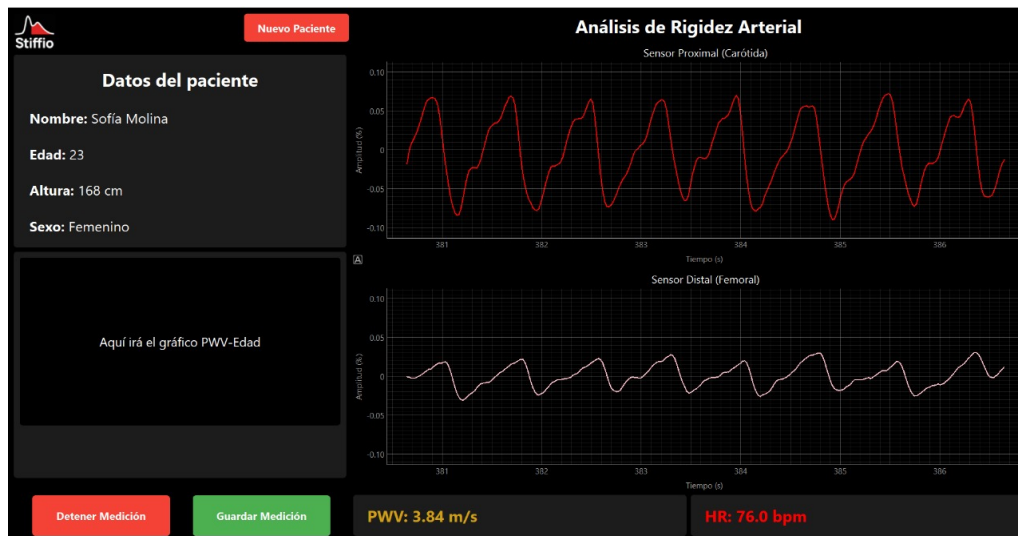 Stiffio
Nuevo Paciente
Datos del paciente
Nombre: Sofía Molina
Edad: 23
Altura: 168 cm
Sexo: Femenino
Aquí irá el gráfico PWV-Edad
Detener Medición
Guardar Medición
Análisis de Rigidez Arterial
Sensor Proximal (Carótida)
Amplitud (%)
0.10
0.05
0
-0.05
-0.10
381 382 383 384 385 386
Tiempo (s)
A
Sensor Distal (Femoral)
Amplitud (%)
0.10
0.05
0
-0.05
-0.10
381 382 383 384 385 386
Tiempo (s)
PWV: 3.84 m/s
HR: 76.0 bpm